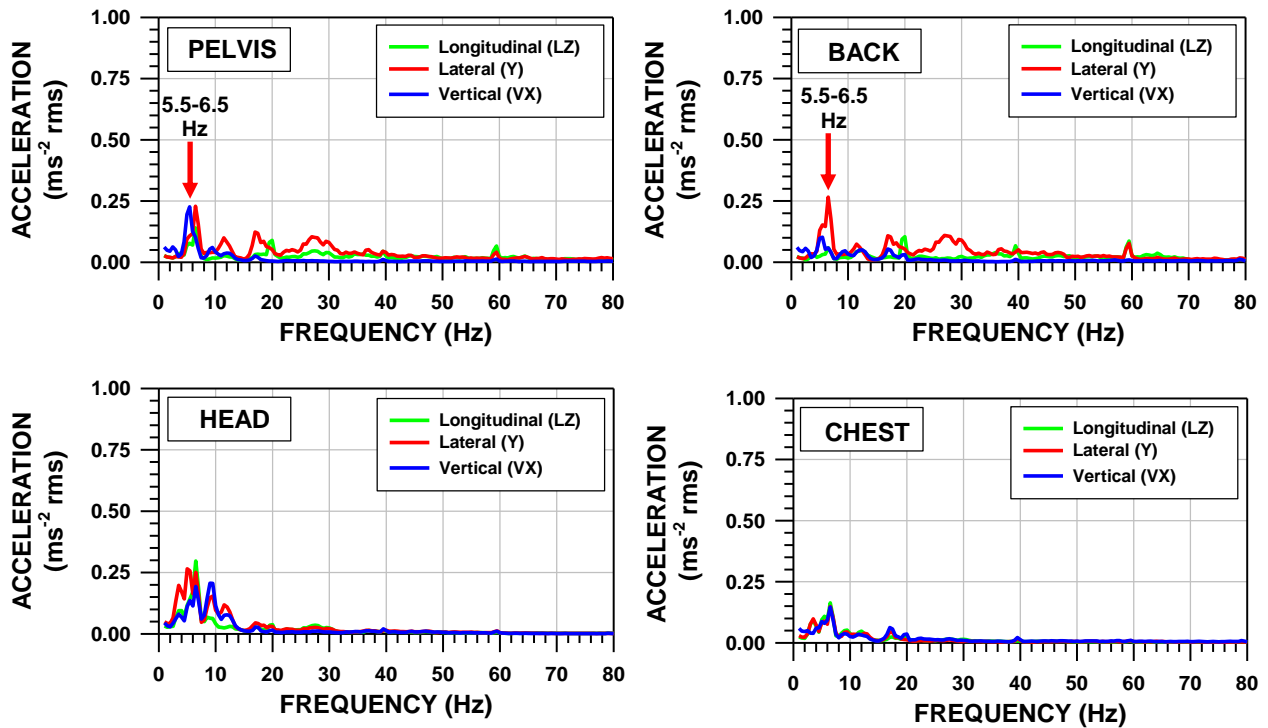 PELVIS
Longitudinal (LZ)
Lateral (Y)
Vertical (VX)
5.5-6.5
Hz
1.00
0.75
0.50
0.25
0.00
0 10 20 30 40 50 60 70 80
ACCELERATION
(ms-2 rms)
FREQUENCY (Hz)
BACK
Longitudinal (LZ)
Lateral (Y)
Vertical (VX)
5.5-6.5
Hz
1.00
0.75
0.50
0.25
0.00
0 10 20 30 40 50 60 70 80
ACCELERATION
(ms-2 rms)
FREQUENCY (Hz)
HEAD
Longitudinal (LZ)
Lateral (Y)
Vertical (VX)
1.00
0.75
0.50
0.25
0.00
0 10 20 30 40 50 60 70 80
ACCELERATION
(ms-2 rms)
FREQUENCY (Hz)
CHEST
Longitudinal (LZ)
Lateral (Y)
Vertical (VX)
1.00
0.75
0.50
0.25
0.00
0 10 20 30 40 50 60 70 80
ACCELERATION
(ms-2 rms)
FREQUENCY (Hz)